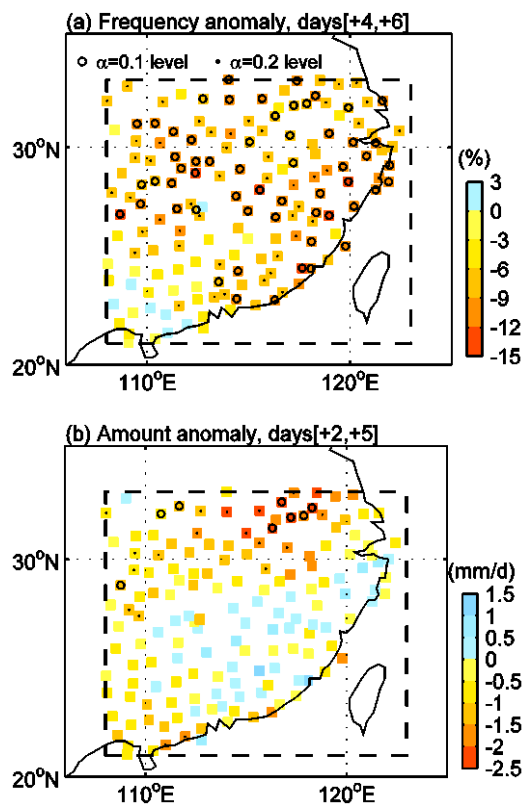 (a) Frequency anomaly, days[+4,+6]
α=0.1 level α=0.2 level
30°N
20°N
110°E 120°E
(%)
3
0
-3
-6
-9
-12
-15
(b) Amount anomaly, days[+2,+5]
30°N
20°N
110°E 120°E
(mm/d)
1.5
1
0.5
0
-0.5
-1
-1.5
-2
-2.5